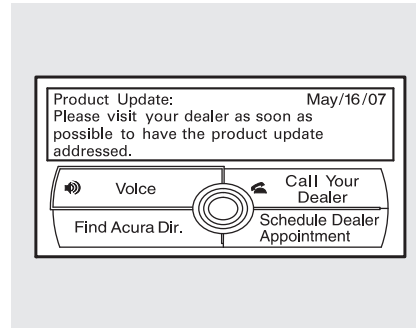 Product Update: May/16/07
Please visit your dealer as soon as
possible to have the product update
addressed.
Voice
Call Your
Dealer
Find Acura Dir.
Schedule Dealer
Appointment